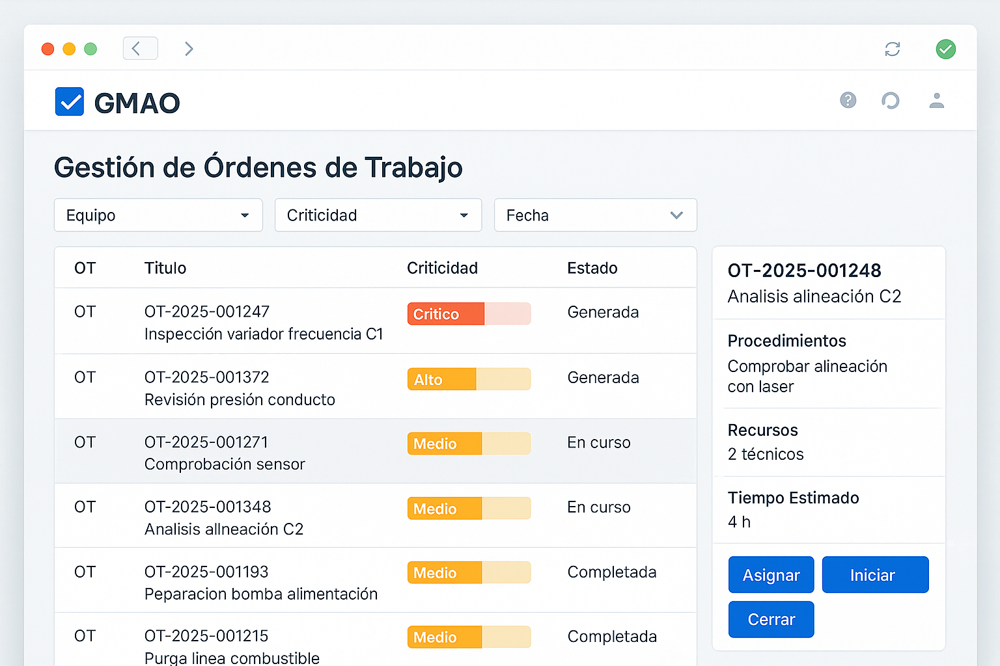 GMAO
?
Gestión de Órdenes de Trabajo
Equipo
Criticidad
Fecha
OT Titulo Criticidad Estado
OT OT-2025-001247 Critico Generada
Inspección variador frecuencia C1
OT OT-2025-001372 Alto Generada
Revisión presión conducto
OT OT-2025-001271 Medio En curso
Comprobación sensor
OT OT-2025-001348 Medio En curso
Analisis allneación C2
OT OT-2025-001193 Medio Completada
Peparacion bomba alimentación
OT OT-2025-001215 Medio Completada
Purga linea combustible
OT-2025-001248
Analisis alineación C2
Procedimientos
Comprobar alineación
con laser
Recursos
2 técnicos
Tiempo Estimado
4 h
Asignar
Iniciar
Cerrar